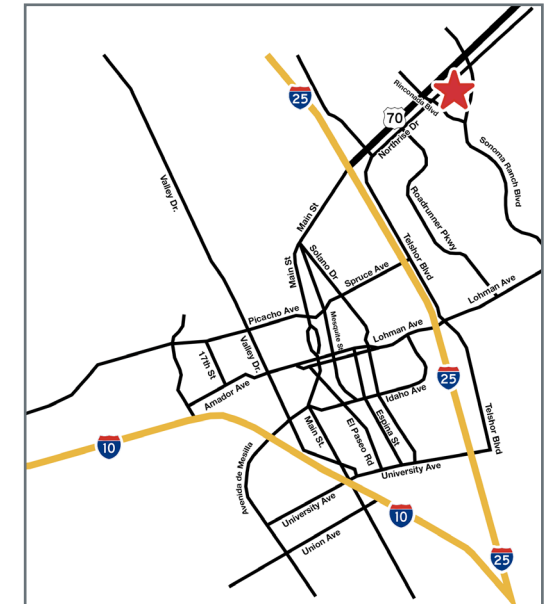 25
Rinconada Blvd
70
Northrise Dr
Sonoma Ranch Blvd
Valley Dr.
Roadrunner Pkwy
Main St
Solano Dr
Telshor Blvd
Main St
Spruce Ave
Lohman Ave
Picacho Ave
Mesquite St
Lohman Ave
Valley Dr.
17th St
25
Amador Ave
Idaho Ave
Telshor Blvd
Main St.
El Paseo Rd
Espina St
10
Avenida de Mesilla
University Ave
University Ave
10
Union Ave
25